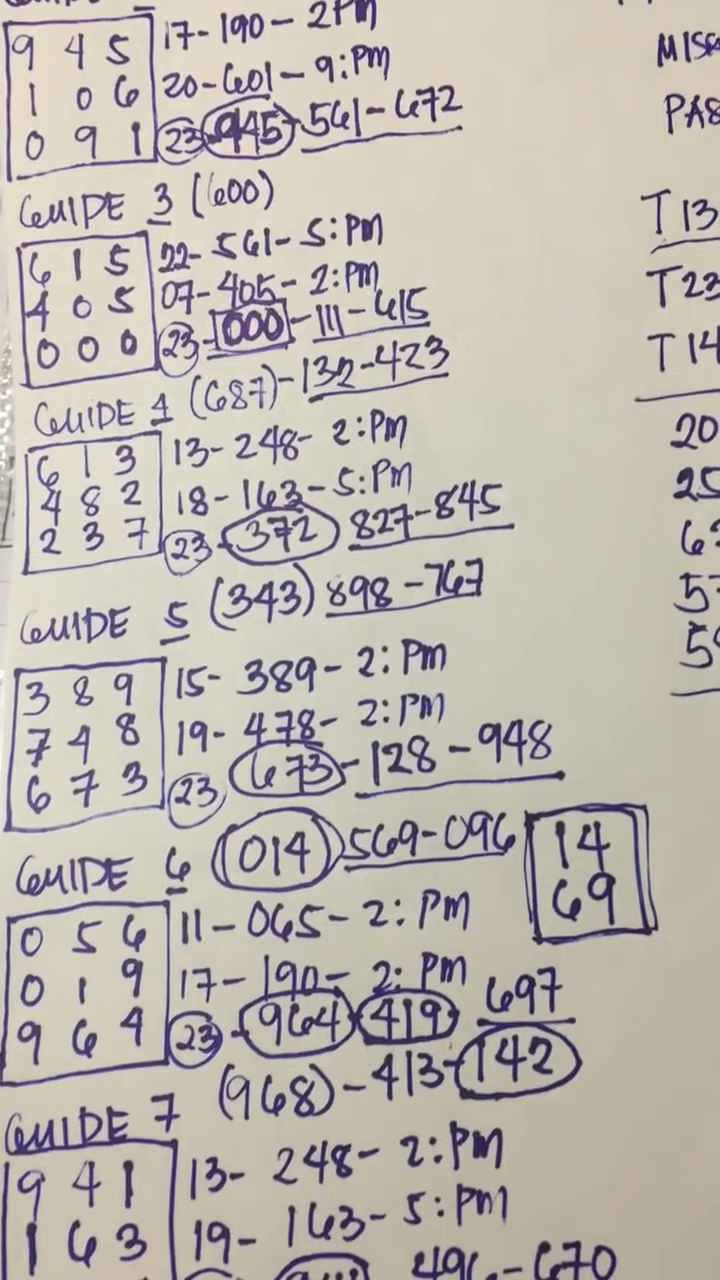 9 4 5 17-190-2PM
1 0 6 20-601-9:PM
0 9 1 23-945-561-672
GUIDE 3 (600)
6 1 5 22-561-5:PM
4 0 5 07-405-2:PM
0 0 0 23-000-111-615
GUIDE 4 (687)-132-423
6 1 3 13-248-2:PM
4 8 2 18-163-5:PM
2 3 7 23-372 827-845
GUIDE 5 (343) 898-767
3 8 9 15-389-2:PM
7 4 8 19-478-2:PM
6 7 3 23 673-128-948
GUIDE 6 (014) 569-096
14
69
0 5 6 11-065-2:PM
0 1 9 17-190-2:PM
9 6 4 23-964 419 697
(968)-413-142
GUIDE 7
9 4 1 13-248-2:PM
1 6 3 19-163-5:PM
496-670
T13
T23
T14
20
25